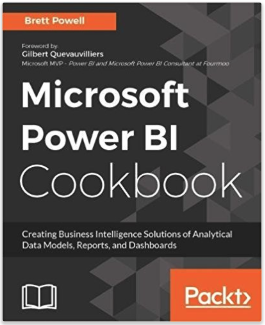 Brett Powell
Foreword by
Gilbert Quevauvilliers
Microsoft MVP - Power BI and Microsoft Power BI Consultant at Fourmoo
Microsoft
Power BI
Cookbook
Creating Business Intelligence Solutions of Analytical
Data Models, Reports, and Dashboards
Packt>